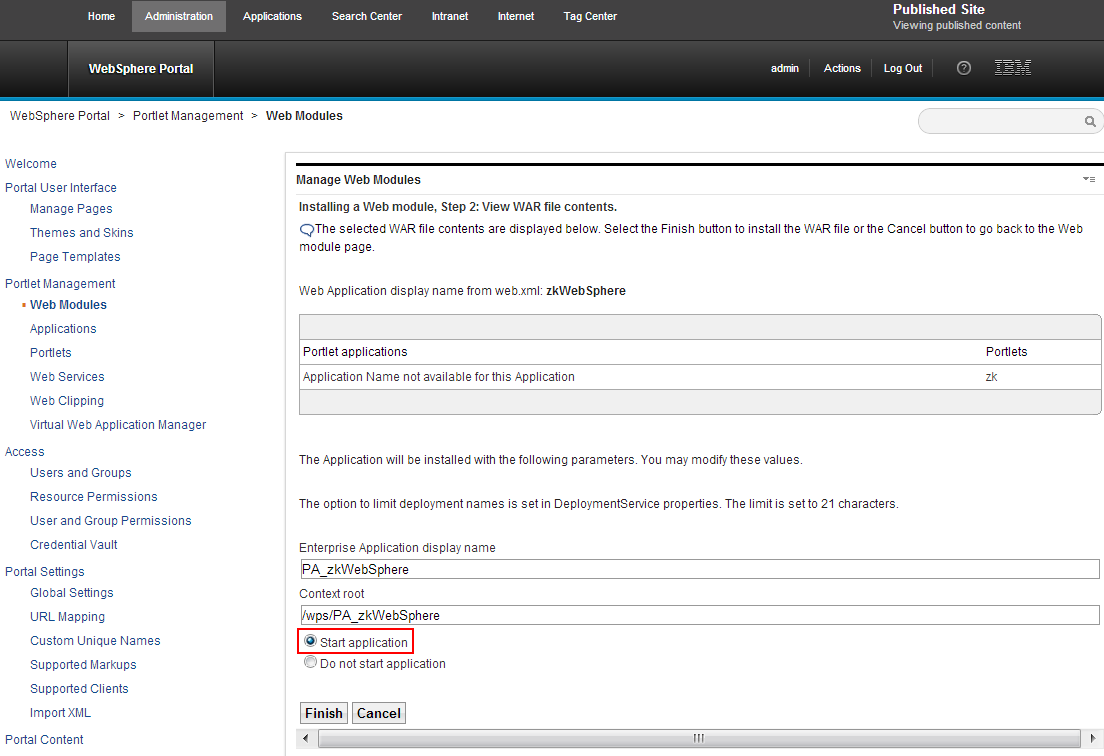 Home Administration Applications Search Center Intranet Internet Tag Center
Published Site
Viewing published content
WebSphere Portal
admin Actions Log Out ? IBM
WebSphere Portal > Portlet Management > Web Modules
Welcome
Portal User Interface
Manage Pages
Themes and Skins
Page Templates
Portlet Management
Web Modules
Applications
Portlets
Web Services
Web Clipping
Virtual Web Application Manager
Access
Users and Groups
Resource Permissions
User and Group Permissions
Credential Vault
Portal Settings
Global Settings
URL Mapping
Custom Unique Names
Supported Markups
Supported Clients
Import XML
Portal Content
Manage Web Modules
Installing a Web module, Step 2: View WAR file contents.
The selected WAR file contents are displayed below. Select the Finish button to install the WAR file or the Cancel button to go back to the Web
module page.
Web Application display name from web.xml: zkWebSphere
Portlet applications Portlets
Application Name not available for this Application zk
The Application will be installed with the following parameters. You may modify these values.
The option to limit deployment names is set in DeploymentService properties. The limit is set to 21 characters.
Enterprise Application display name
PA_zkWebSphere
Context root
/wps/PA_zkWebSphere
Start application
Do not start application
Finish Cancel